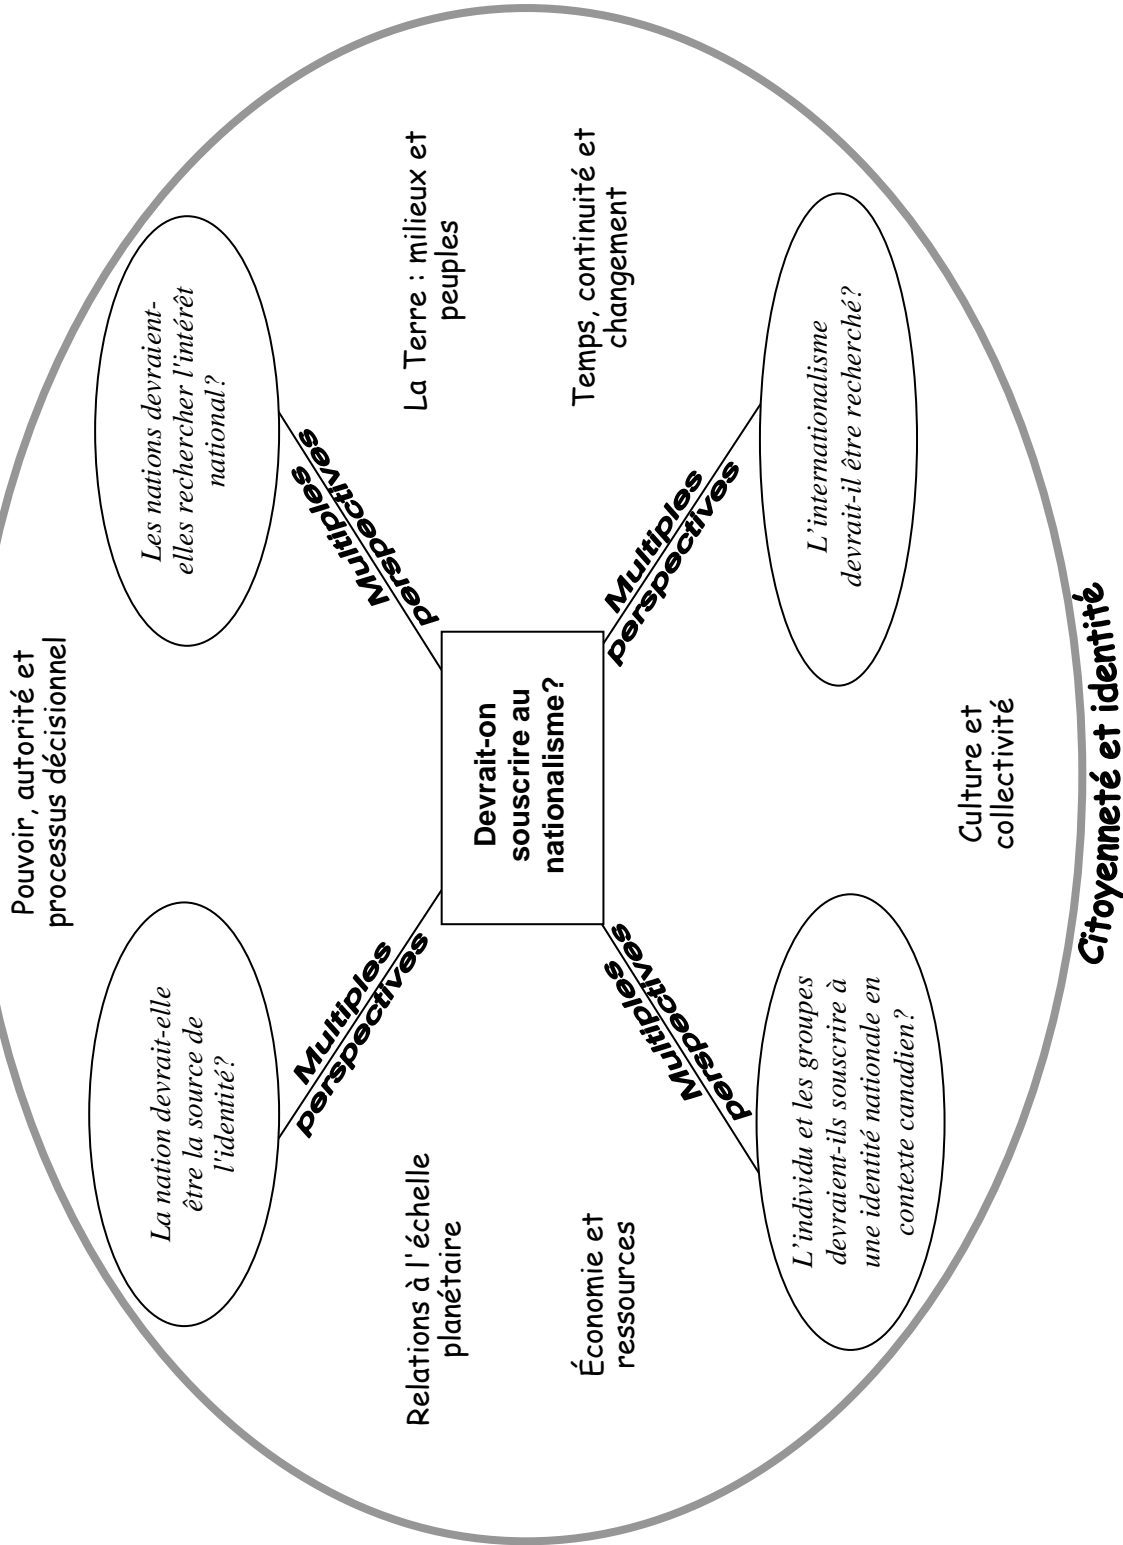 Pouvoir, autorité et
processus décisionnel
La nation devrait-elle
être la source de
l'identité?
Les nations devraient-
elles rechercher l'intérêt
national?
Multiples
perspectives
Multiples
perspectives
Relations à l'échelle
planétaire
La Terre : milieux et
peuples
Devrait-on
souscrire au
nationalisme?
Économie et
ressources
Temps, continuité et
changement
Multiples
perspectives
Multiples
perspectives
L'individu et les groupes
devraient-ils souscrire à
une identité nationale en
contexte canadien?
L'internationalisme
devrait-il être recherché?
Culture et
collectivité
Citoyenneté et identité